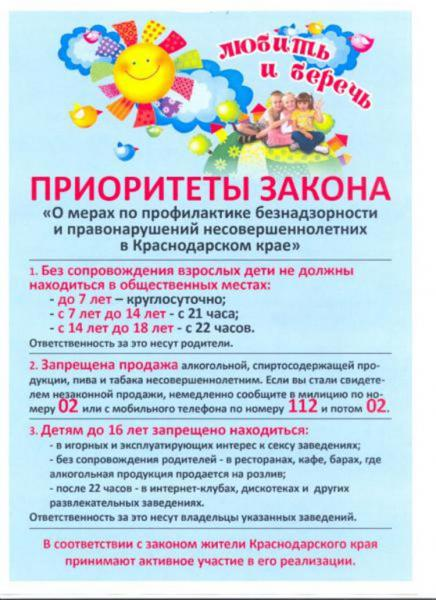 любить
и беречь
ПРИОРИТЕТЫ ЗАКОНА
«О мерах по профилактике безнадзорности
и правонарушений несовершеннолетних
в Краснодарском крае»
1. Без сопровождения взрослых дети не должны
находиться в общественных местах:
- до 7 лет – круглосуточно;
- с 7 лет до 14 лет - с 21 часа;
- с 14 лет до 18 лет - с 22 часов.
Ответственность за это несут родители.
2. Запрещена продажа алкогольной, спиртосодержащей про-
дукции, пива и табака несовершеннолетним. Если вы стали свидете-
лем незаконной продажи, немедленно сообщите в милицию по но-
меру 02 или с мобильного телефона по номеру 112 и потом 02.
3. Детям до 16 лет запрещено находиться:
- в игорных и эксплуатирующих интерес к сексу заведениях;
- без сопровождения родителей - в ресторанах, кафе, барах, где
алкогольная продукция продается на розлив;
- после 22 часов - в интернет-клубах, дискотеках и других
развлекательных заведениях.
Ответственность за это несут владельцы указанных заведений.
В соответствии с законом жители Краснодарского края
принимают активное участие в его реализации.